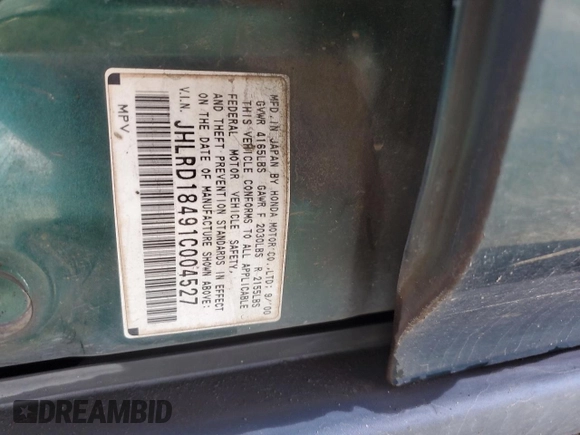 MFD. IN JAPAN BY HONDA MOTOR CO., LTD; 9/'00
GVWR 4165LBS GAWR F 2030LBS R 2155LBS
THIS VEHICLE CONFORMS TO ALL APPLICABLE
FEDERAL MOTOR VEHICLE SAFETY,
AND THEFT PREVENTION STANDARDS IN EFFECT
ON THE DATE OF MANUFACTURE SHOWN ABOVE:
V.I.N. JHLRD18491C004527
MPV
DREAMBID